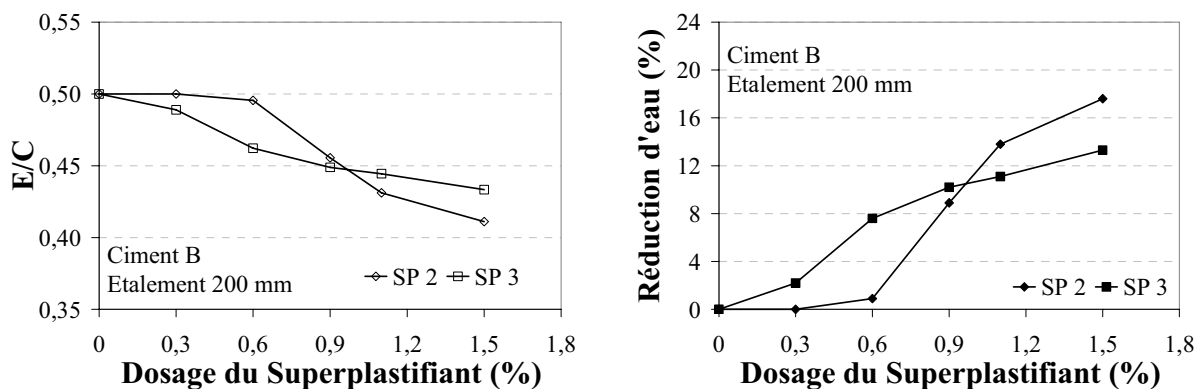 0,55
0,50
0,45
0,40
0,35
E/C
Ciment B
Etalement 200 mm
SP 2
SP 3
0
0,3
0,6
0,9
1,2
1,5
1,8
Dosage du Superplastifiant (%)
24
20
16
12
8
4
0
Réduction d'eau (%)
Ciment B
Etalement 200 mm
SP 2
SP 3
0
0,3
0,6
0,9
1,2
1,5
1,8
Dosage du Superplastifiant (%)